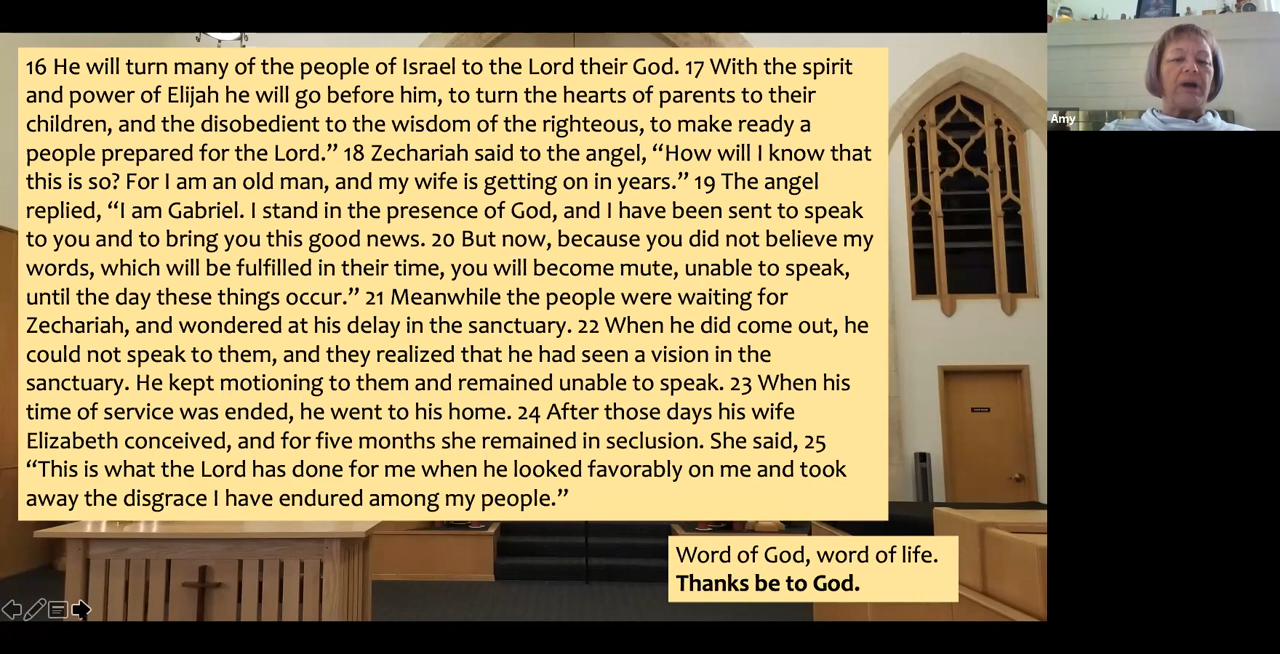 16 He will turn many of the people of Israel to the Lord their God. 17 With the spirit
and power of Elijah he will go before him, to turn the hearts of parents to their
children, and the disobedient to the wisdom of the righteous, to make ready a
people prepared for the Lord.” 18 Zechariah said to the angel, “How will I know that
this is so? For I am an old man, and my wife is getting on in years.” 19 The angel
replied, “I am Gabriel. I stand in the presence of God, and I have been sent to speak
to you and to bring you this good news. 20 But now, because you did not believe my
words, which will be fulfilled in their time, you will become mute, unable to speak,
until the day these things occur.” 21 Meanwhile the people were waiting for
Zechariah, and wondered at his delay in the sanctuary. 22 When he did come out, he
could not speak to them, and they realized that he had seen a vision in the
sanctuary. He kept motioning to them and remained unable to speak. 23 When his
time of service was ended, he went to his home. 24 After those days his wife
Elizabeth conceived, and for five months she remained in seclusion. She said, 25
“This is what the Lord has done for me when he looked favorably on me and took
away the disgrace I have endured among my people.”
Word of God, word of life.
Thanks be to God.
Amy